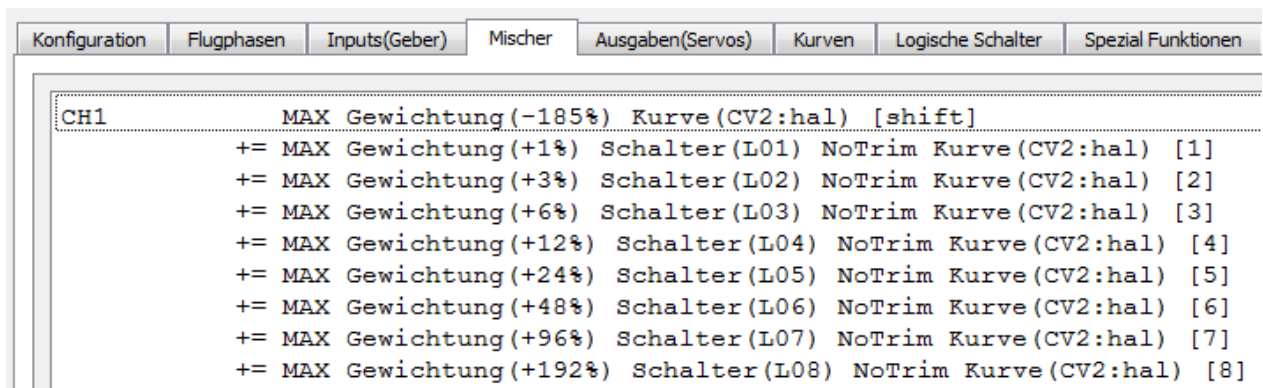 Konfiguration Flugphasen Inputs(Geber) Mischer Ausgaben(Servos) Kurven Logische Schalter Spezial Funktionen
CH1 MAX Gewichtung(-185%) Kurve(CV2:hal) [shift]
+= MAX Gewichtung(+1%) Schalter(L01) NoTrim Kurve(CV2:hal) [1]
+= MAX Gewichtung(+3%) Schalter(L02) NoTrim Kurve(CV2:hal) [2]
+= MAX Gewichtung(+6%) Schalter(L03) NoTrim Kurve(CV2:hal) [3]
+= MAX Gewichtung(+12%) Schalter(L04) NoTrim Kurve(CV2:hal) [4]
+= MAX Gewichtung(+24%) Schalter(L05) NoTrim Kurve(CV2:hal) [5]
+= MAX Gewichtung(+48%) Schalter(L06) NoTrim Kurve(CV2:hal) [6]
+= MAX Gewichtung(+96%) Schalter(L07) NoTrim Kurve(CV2:hal) [7]
+= MAX Gewichtung(+192%) Schalter(L08) NoTrim Kurve(CV2:hal) [8]